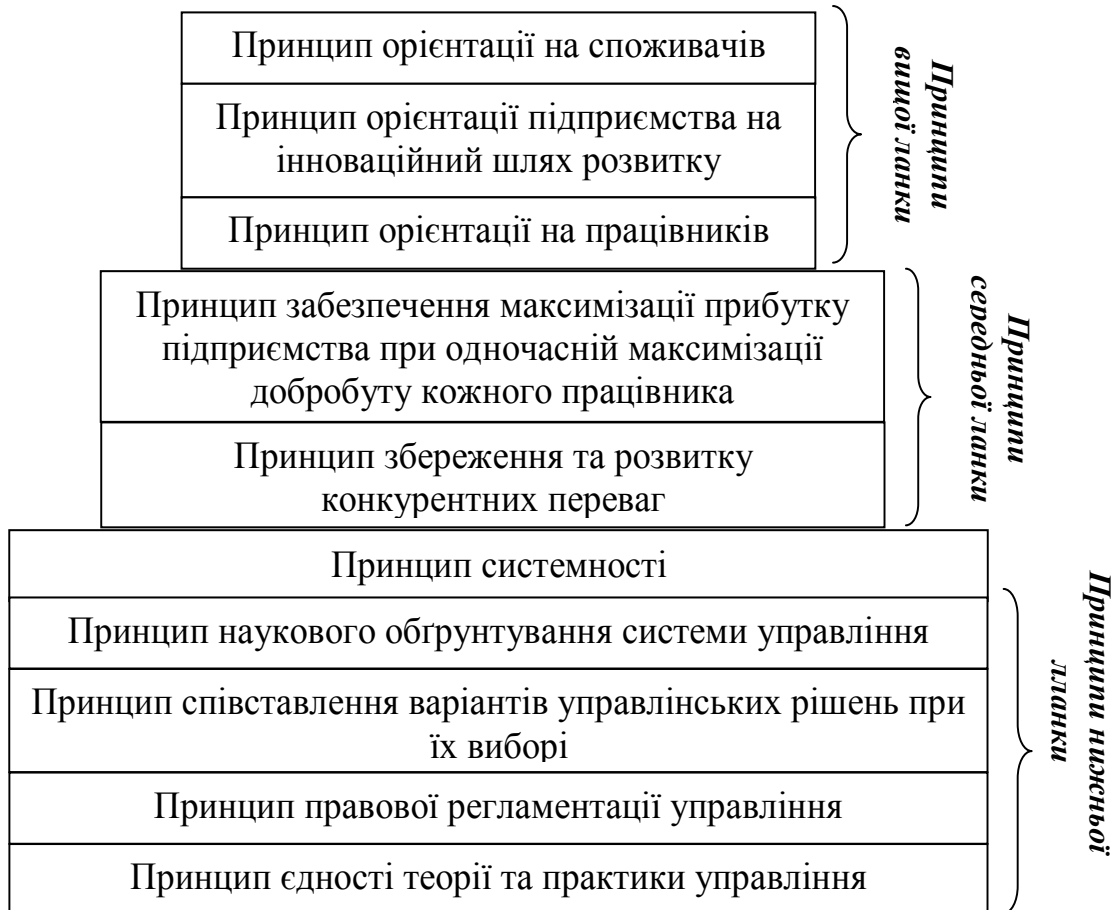 Принцип орієнтації на споживачів
Принцип орієнтації підприємства на
інноваційний шлях розвитку
Принцип орієнтації на працівників
Принципи
вищої ланки
Принцип забезпечення максимізації прибутку
підприємства при одночасній максимізації
добробуту кожного працівника
Принцип збереження та розвитку
конкурентних переваг
Принципи
середньої ланки
Принцип системності
Принцип наукового обґрунтування системи управління
Принцип співставлення варіантів управлінських рішень при
їх виборі
Принцип правової регламентації управління
Принцип єдності теорії та практики управління
Принципи нижньої
ланки